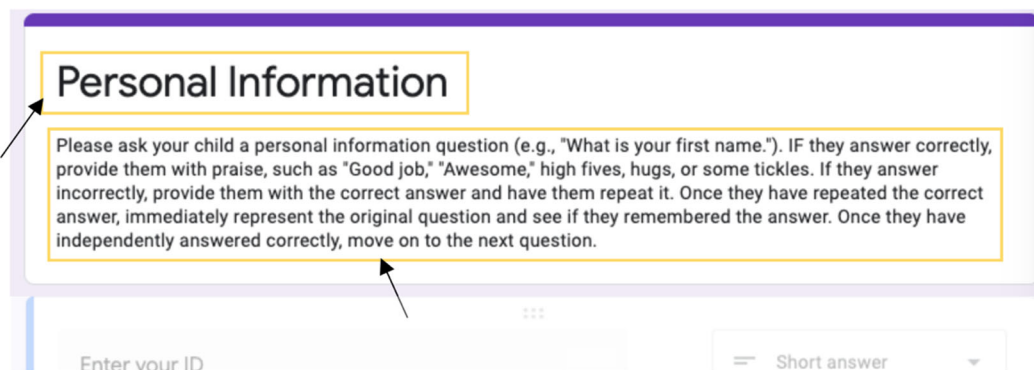 Personal Information
Please ask your child a personal information question (e.g., "What is your first name."). IF they answer correctly,
provide them with praise, such as "Good job," "Awesome," high fives, hugs, or some tickles. If they answer
incorrectly, provide them with the correct answer and have them repeat it. Once they have repeated the correct
answer, immediately represent the original question and see if they remembered the answer. Once they have
independently answered correctly, move on to the next question.
Enter your ID
Short answer